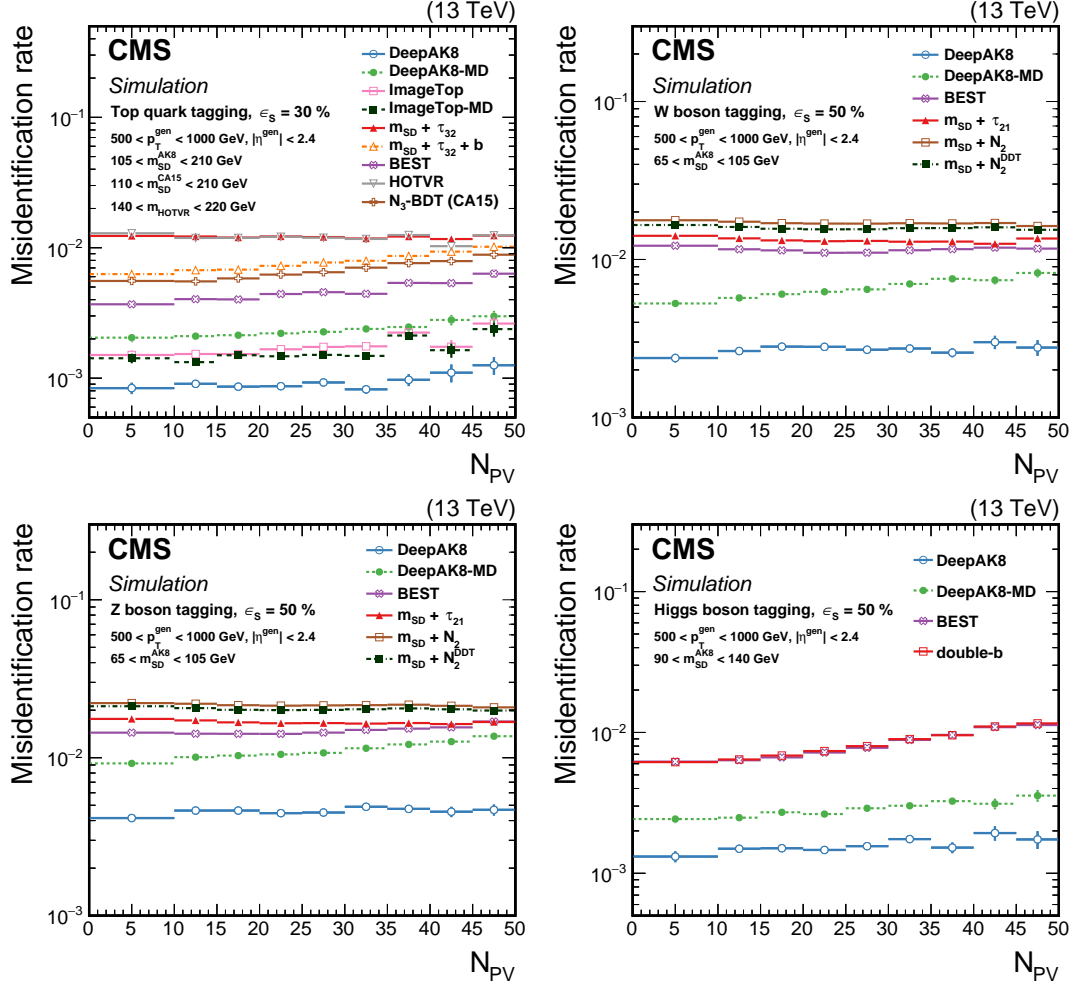 (13 TeV)
Misidentification rate
CMS
Simulation
Top quark tagging, ε_S = 30 %
500 < p_T^gen < 1000 GeV, |η^gen| < 2.4
105 < m_SD^AK8 < 210 GeV
110 < m_SD^CA15 < 210 GeV
140 < m_HOTVR < 220 GeV
DeepAK8
DeepAK8-MD
ImageTop
ImageTop-MD
m_SD + τ_32
m_SD + τ_32 + b
BEST
HOTVR
N_3-BDT (CA15)
10^−1
10^−2
10^−3
0 5 10 15 20 25 30 35 40 45 50
N_PV
(13 TeV)
Misidentification rate
CMS
Simulation
W boson tagging, ε_S = 50 %
500 < p_T^gen < 1000 GeV, |η^gen| < 2.4
65 < m_SD^AK8 < 105 GeV
DeepAK8
DeepAK8-MD
BEST
m_SD + τ_21
m_SD + N_2
m_SD + N_2^DDT
10^−1
10^−2
10^−3
0 5 10 15 20 25 30 35 40 45 50
N_PV
(13 TeV)
Misidentification rate
CMS
Simulation
Z boson tagging, ε_S = 50 %
500 < p_T^gen < 1000 GeV, |η^gen| < 2.4
65 < m_SD^AK8 < 105 GeV
DeepAK8
DeepAK8-MD
BEST
m_SD + τ_21
m_SD + N_2
m_SD + N_2^DDT
10^−1
10^−2
10^−3
0 5 10 15 20 25 30 35 40 45 50
N_PV
(13 TeV)
Misidentification rate
CMS
Simulation
Higgs boson tagging, ε_S = 50 %
500 < p_T^gen < 1000 GeV, |η^gen| < 2.4
90 < m_SD^AK8 < 140 GeV
DeepAK8
DeepAK8-MD
BEST
double-b
10^−1
10^−2
10^−3
0 5 10 15 20 25 30 35 40 45 50
N_PV